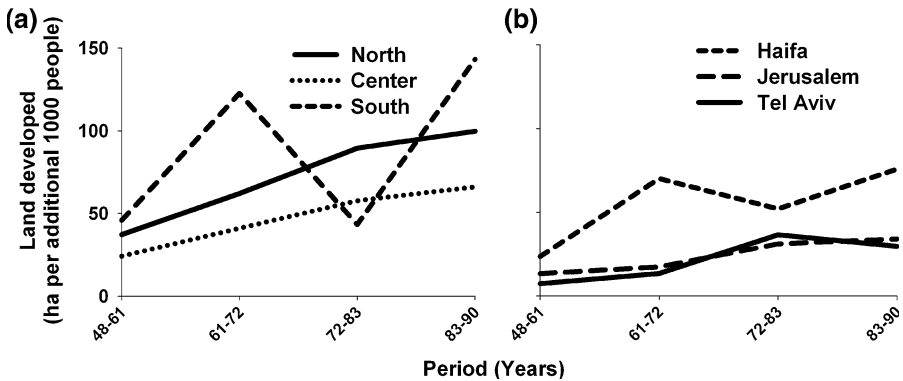 (a)
Land developed
(ha per additional 1000 people)
150
100
50
0
North
Center
South
48-61
61-72
72-83
83-90
(b)
Haifa
Jerusalem
Tel Aviv
48-61
61-72
72-83
83-90
Period (Years)